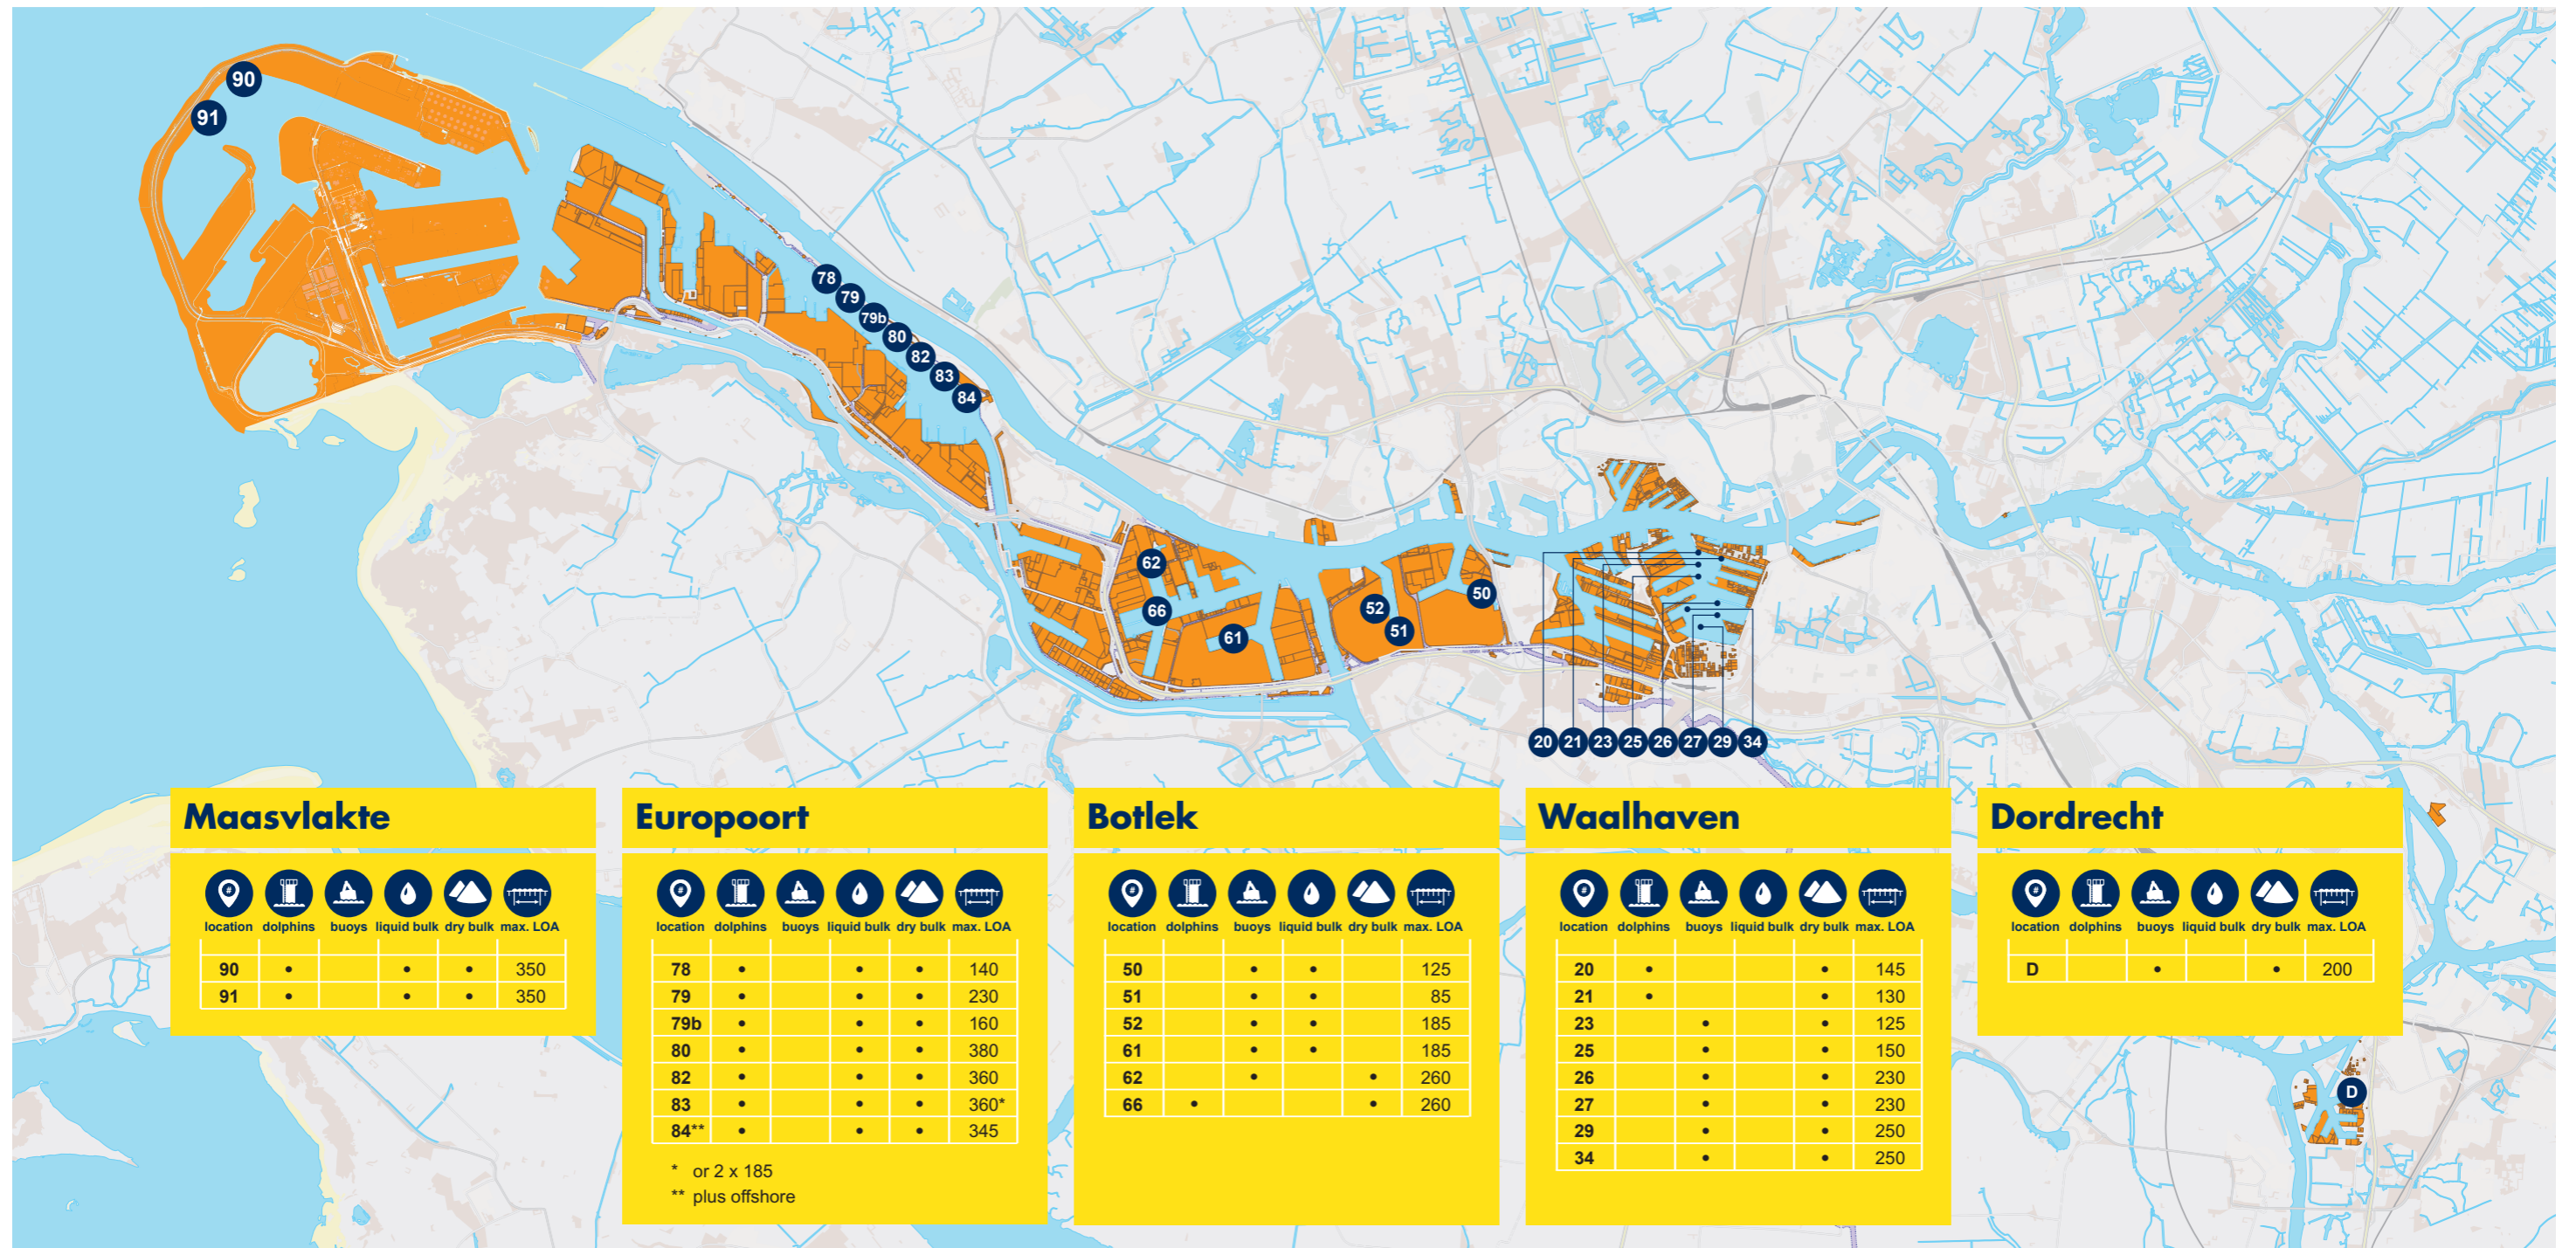 90
91
78
79
79b
80
82
83
84
62
66
61
52
51
50
20 21 23 25 26 27 29 34
Maasvlakte
#
location dolphins buoys liquid bulk dry bulk max. LOA
90 • • • 350
91 • • • 350
Europoort
#
location dolphins buoys liquid bulk dry bulk max. LOA
78 • • • 140
79 • • • 230
79b • • • 160
80 • • • 380
82 • • • 360
83 • • • 360*
84** • • • 345
* or 2 x 185
** plus offshore
Botlek
#
location dolphins buoys liquid bulk dry bulk max. LOA
50 • • 125
51 • • 85
52 • • 185
61 • • 185
62 • • 260
66 • • 260
Waalhaven
#
location dolphins buoys liquid bulk dry bulk max. LOA
20 • • 145
21 • • 130
23 • • 125
25 • • 150
26 • • 230
27 • • 230
29 • • 250
34 • • 250
Dordrecht
#
location dolphins buoys liquid bulk dry bulk max. LOA
D • • 200
D